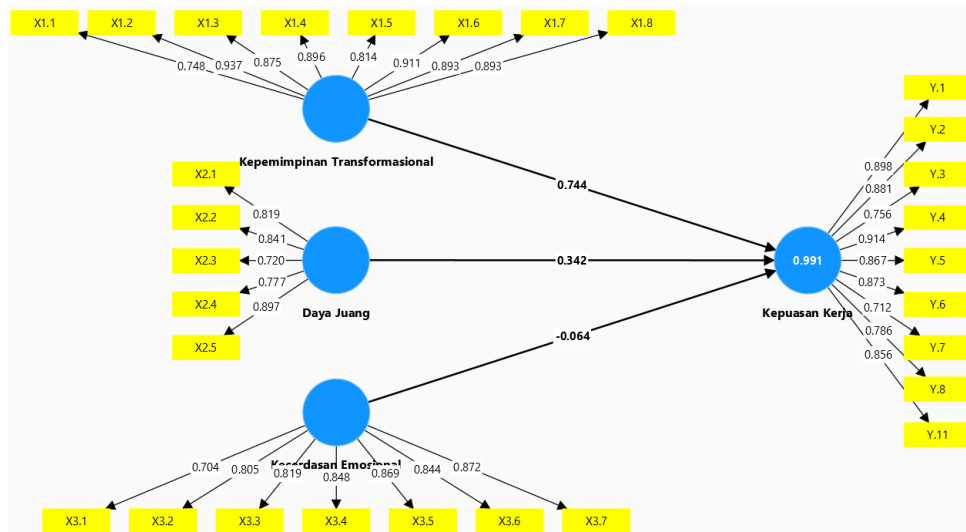 X1.1 X1.2 X1.3 X1.4 X1.5 X1.6 X1.7 X1.8
0.748 0.937 0.875 0.896 0.814 0.911 0.893 0.893
Kepemimpinan Transformasional
X2.1
X2.2
X2.3
X2.4
X2.5
0.819
0.841
0.720
0.777
0.897
Daya Juang
0.744
0.342
-0.064
0.991
Kepuasan Kerja
Y.1
Y.2
Y.3
Y.4
Y.5
Y.6
Y.7
Y.8
Y.11
0.898
0.881
0.756
0.914
0.867
0.873
0.712
0.786
0.856
Kecerdasan Emosional
0.704 0.805 0.819 0.848 0.869 0.844 0.872
X3.1 X3.2 X3.3 X3.4 X3.5 X3.6 X3.7